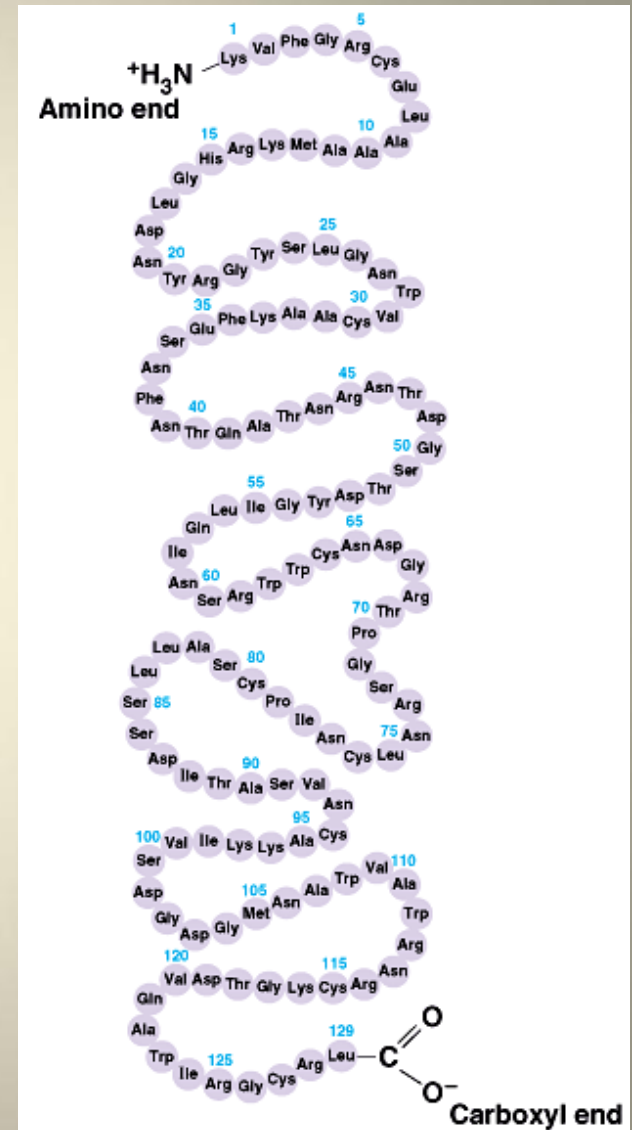 1 5
Lys Val Phe Gly Arg Cys Glu Leu
⁺H₃N
Amino end
15 10
Ala Ala Ala Met Lys Arg His Gly Leu Asp Asn
20 25
Tyr Arg Gly Tyr Ser Leu Gly Asn Trp
35 30
Val Cys Ala Ala Lys Phe Glu Ser Asn Phe Asn
40 45
Thr Gln Ala Thr Asn Arg Asn Thr Asp Gly
50
Ser Thr Asp Tyr Gly Ile Leu Gln Ile Asn
55
60 65
Ser Arg Trp Trp Cys Asn Asp Gly Arg
70
Thr Pro Gly Ser Arg Asn
75
Leu Cys Asn Ile Pro Cys Ser Ala Leu Leu
80
Ser 85
Ser Asp Ile Thr Ala Ser Val Asn
90
95
Cys Ala Lys Lys Ile Val Ser
100
Asp Gly Asp Gly Met Asn Ala Trp Val Ala
105 110
Trp Arg Asn
115
Arg Cys Lys Gly Thr Asp Val Gln
120
Ala Trp Ile Arg Gly Cys Arg Leu
125 129
C O
O⁻
Carboxyl end